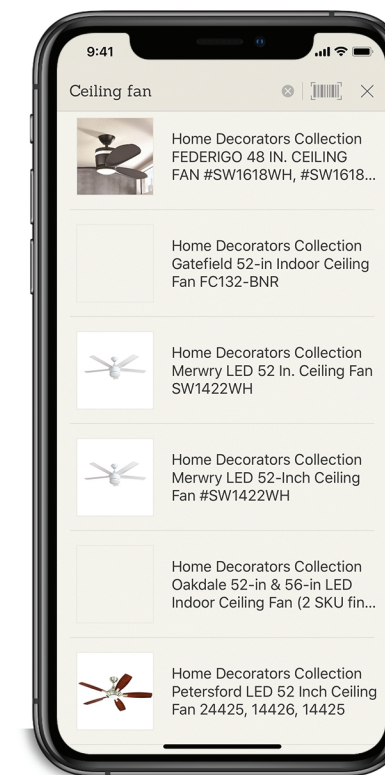 9:41
Ceiling fan
Home Decorators Collection
FEDERIGO 48 IN. CEILING
FAN #SW1618WH, #SW1618...
Home Decorators Collection
Gatefield 52-in Indoor Ceiling
Fan FC132-BNR
Home Decorators Collection
Merwry LED 52 In. Ceiling Fan
SW1422WH
Home Decorators Collection
Merwry LED 52-Inch Ceiling
Fan #SW1422WH
Home Decorators Collection
Oakdale 52-in & 56-in LED
Indoor Ceiling Fan (2 SKU fin...
Home Decorators Collection
Petersford LED 52 Inch Ceiling
Fan 24425, 14426, 14425